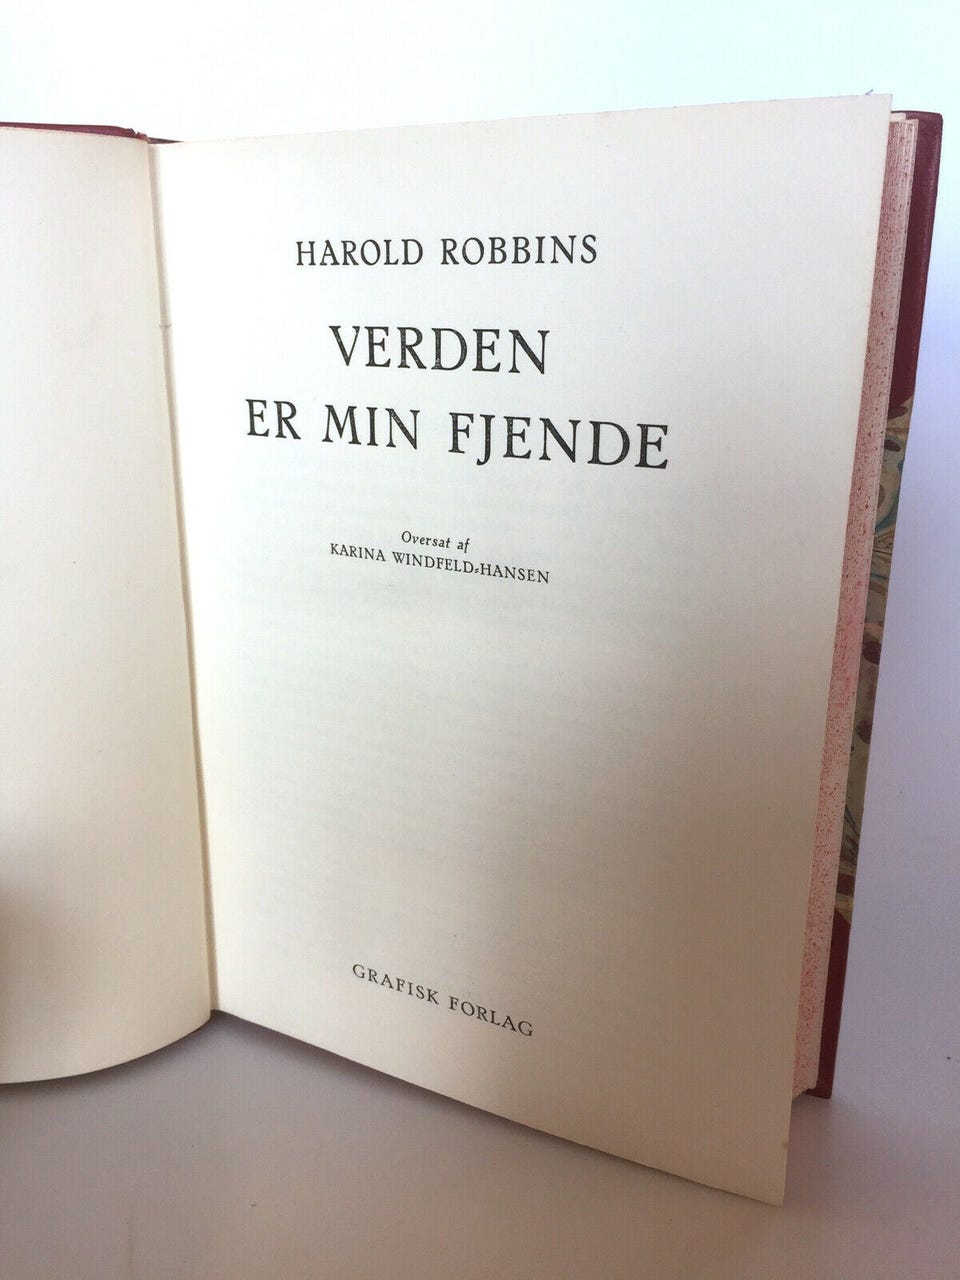 HAROLD ROBBINS
VERDEN
ER MIN FJENDE
Oversat af
KARINA WINDFELD-HANSEN
GRAFISK FORLAG